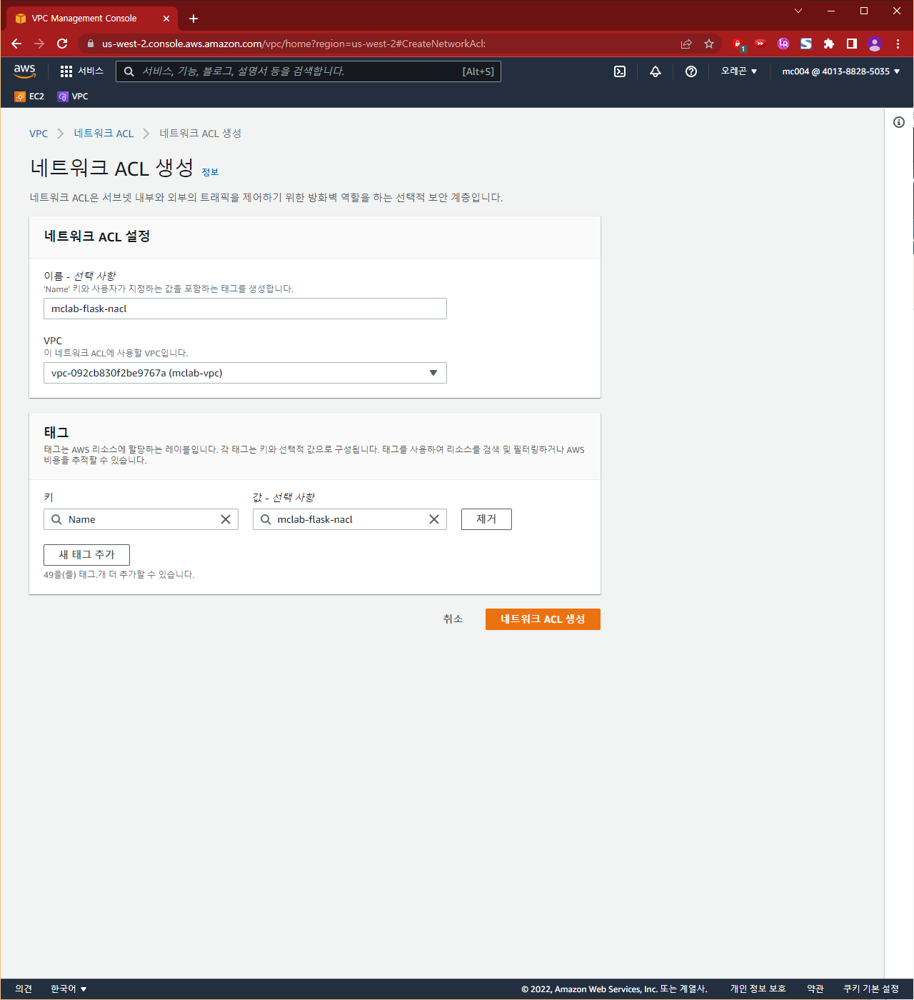 VPC Management Console
us-west-2.console.aws.amazon.com/vpc/home?region=us-west-2#CreateNetworkAcl:
1
aws
서비스
서비스, 기능, 블로그, 설명서 등을 검색합니다.
[Alt+S]
오레곤
mc004 @ 4013-8828-5035
EC2
VPC
VPC
네트워크 ACL
네트워크 ACL 생성
네트워크 ACL 생성 정보
네트워크 ACL은 서브넷 내부와 외부의 트래픽을 제어하기 위한 방화벽 역할을 하는 선택적 보안 계층입니다.
네트워크 ACL 설정
이름 - 선택 사항
'Name' 키와 사용자가 지정하는 값을 포함하는 태그를 생성합니다.
mclab-flask-nacl
VPC
이 네트워크 ACL에 사용할 VPC입니다.
vpc-092cb830f2be9767a (mclab-vpc)
태그
태그는 AWS 리소스에 할당하는 레이블입니다. 각 태그는 키와 선택적 값으로 구성됩니다. 태그를 사용하여 리소스를 검색 및 필터링하거나 AWS
비용을 추적할 수 있습니다.
키
값 - 선택 사항
Name
mclab-flask-nacl
제거
새 태그 추가
49을(를) 태그.개 더 추가할 수 있습니다.
취소
네트워크 ACL 생성
의견
한국어
© 2022, Amazon Web Services, Inc. 또는 계열사.
개인 정보 보호
약관
쿠키 기본 설정